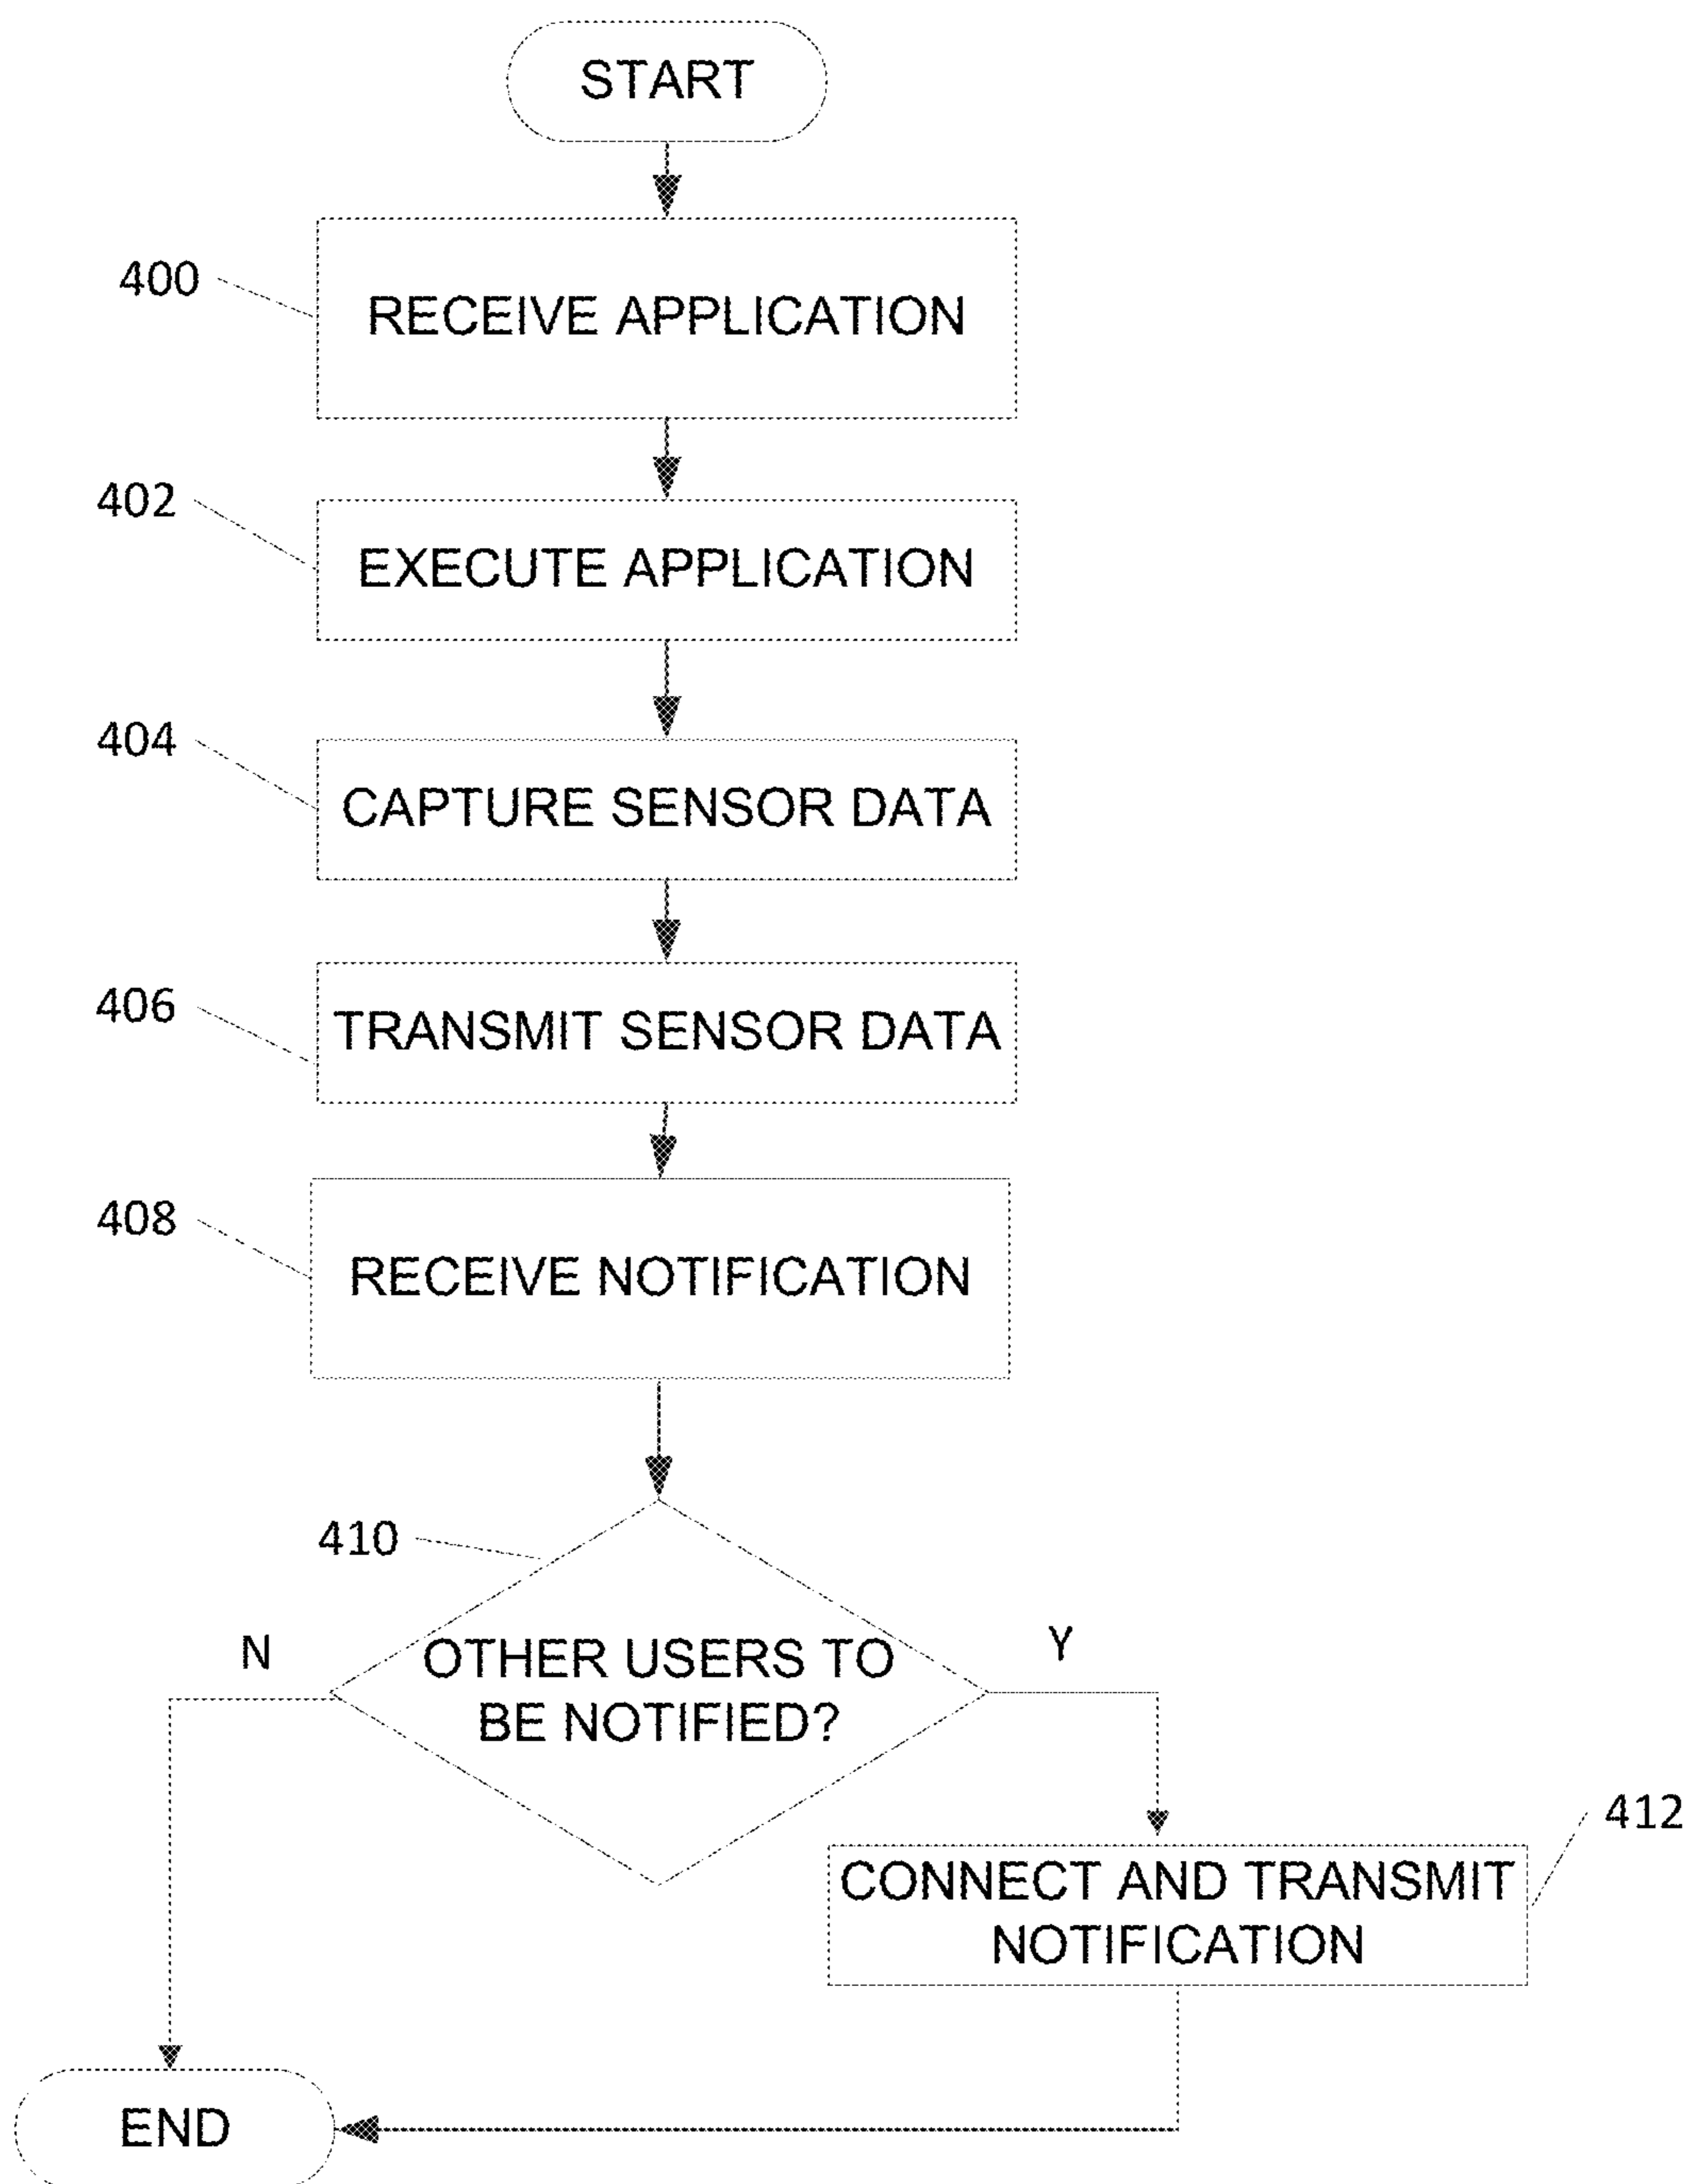 START
400
RECEIVE APPLICATION
402
EXECUTE APPLICATION
404
CAPTURE SENSOR DATA
406
TRANSMIT SENSOR DATA
408
RECEIVE NOTIFICATION
410
N
OTHER USERS TO
BE NOTIFIED?
Y
412
CONNECT AND TRANSMIT
NOTIFICATION
END